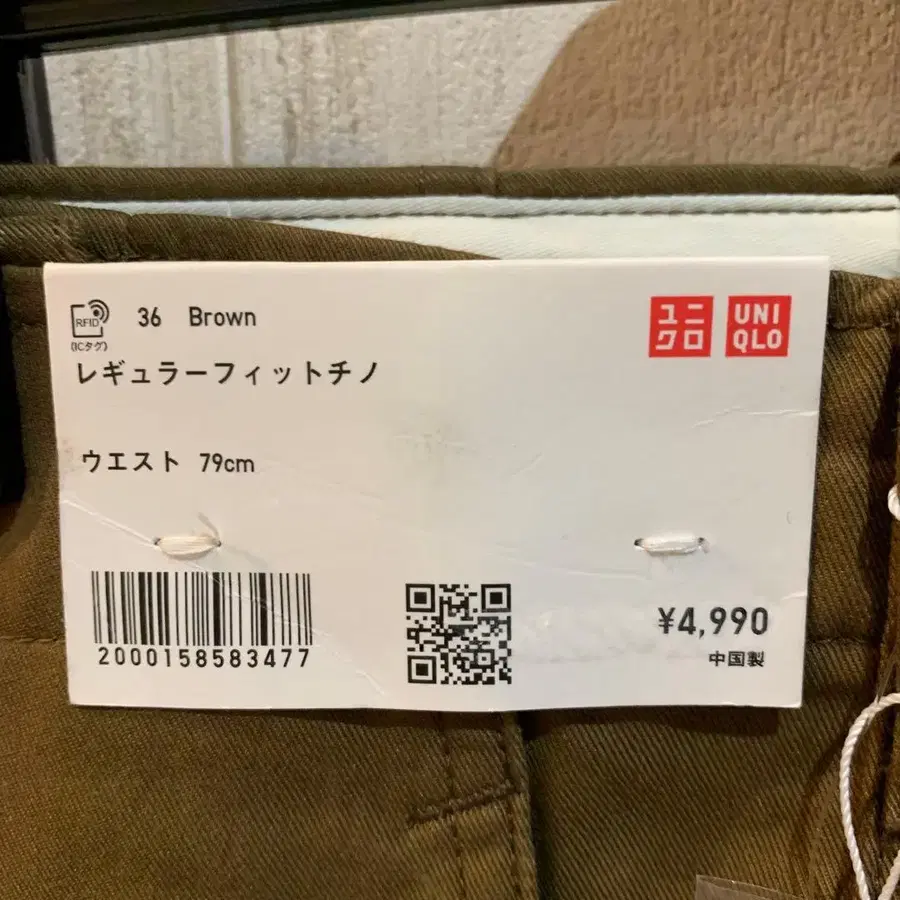 RFID
(ICタグ)
36 Brown
ユニ
クロ
UNI
QLO
レギュラーフィットチノ
ウエスト 79cm
2000158583477
¥4,990
中国製